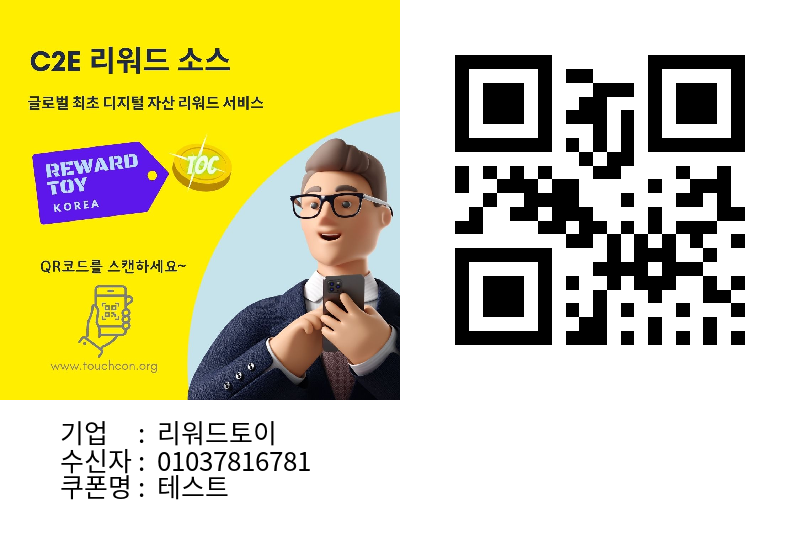 C2E 리워드 소스
글로벌 최초 디지털 자산 리워드 서비스
REWARD
TOY
KOREA
TOC
QR코드를 스캔하세요~
www.touchcon.org
기업 : 리워드토이
수신자 : 01037816781
쿠폰명 : 테스트